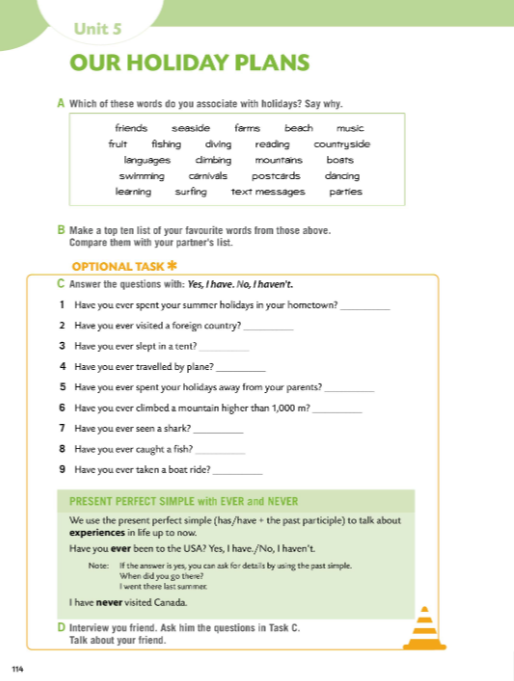 Unit 5
OUR HOLIDAY PLANS
A Which of these words do you associate with holidays? Say why.
friends seaside farms beach music
fruit fishing diving reading countryside
languages climbing mountains boats
swimming carnivals postcards dancing
learning surfing text messages parties
B Make a top ten list of your favourite words from those above.
Compare them with your partner's list.
OPTIONAL TASK *
C Answer the questions with: Yes, I have. No, I haven't.
1 Have you ever spent your summer holidays in your hometown? __________
2 Have you ever visited a foreign country? __________
3 Have you ever slept in a tent? __________
4 Have you ever travelled by plane? __________
5 Have you ever spent your holidays away from your parents? __________
6 Have you ever climbed a mountain higher than 1,000 m? __________
7 Have you ever seen a shark? __________
8 Have you ever caught a fish? __________
9 Have you ever taken a boat ride? __________
PRESENT PERFECT SIMPLE with EVER and NEVER
We use the present perfect simple (has/have + the past participle) to talk about
experiences in life up to now.
Have you ever been to the USA? Yes, I have./No, I haven't.
Note: If the answer is yes, you can ask for details by using the past simple.
When did you go there?
I went there last summer.
I have never visited Canada.
D Interview you friend. Ask him the questions in Task C.
Talk about your friend.
114